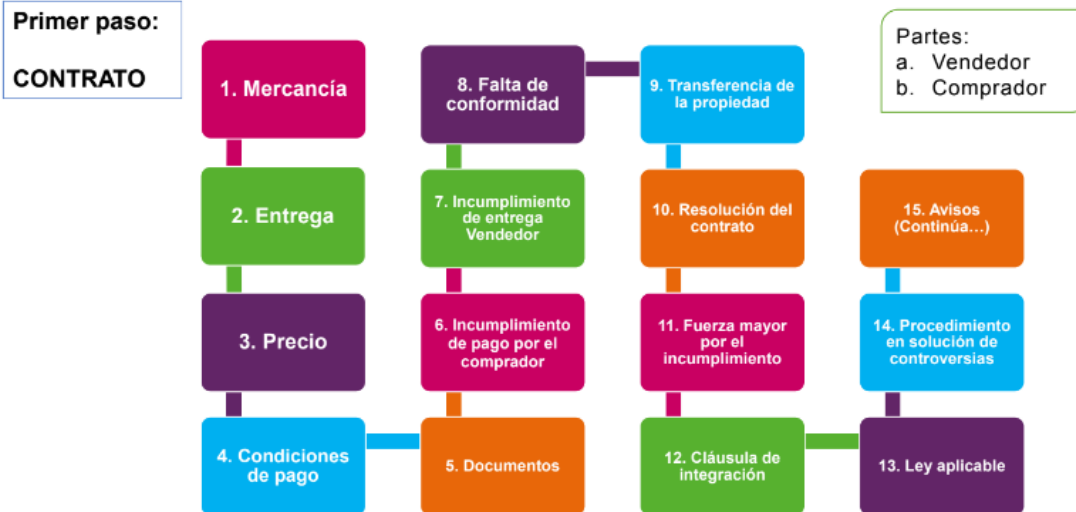 Primer paso:
CONTRATO
Partes:
a. Vendedor
b. Comprador
1. Mercancía
2. Entrega
3. Precio
4. Condiciones
de pago
5. Documentos
6. Incumplimiento
de pago por el
comprador
7. Incumplimiento
de entrega
Vendedor
8. Falta de
conformidad
9. Transferencia de
la propiedad
10. Resolución del
contrato
11. Fuerza mayor
por el
incumplimiento
12. Cláusula de
integración
13. Ley aplicable
14. Procedimiento
en solución de
controversias
15. Avisos
(Continúa...)